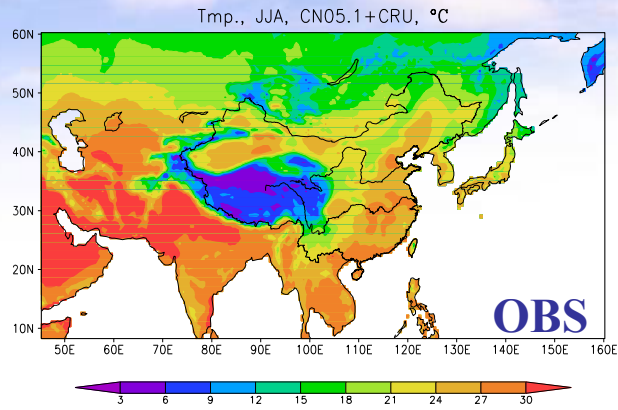 Tmp., JJA, CN05.1+CRU, °C
60N
50N
40N
30N
20N
10N
OBS
50E 60E 70E 80E 90E 100E 110E 120E 130E 140E 150E 160E
3 6 9 12 15 18 21 24 27 30